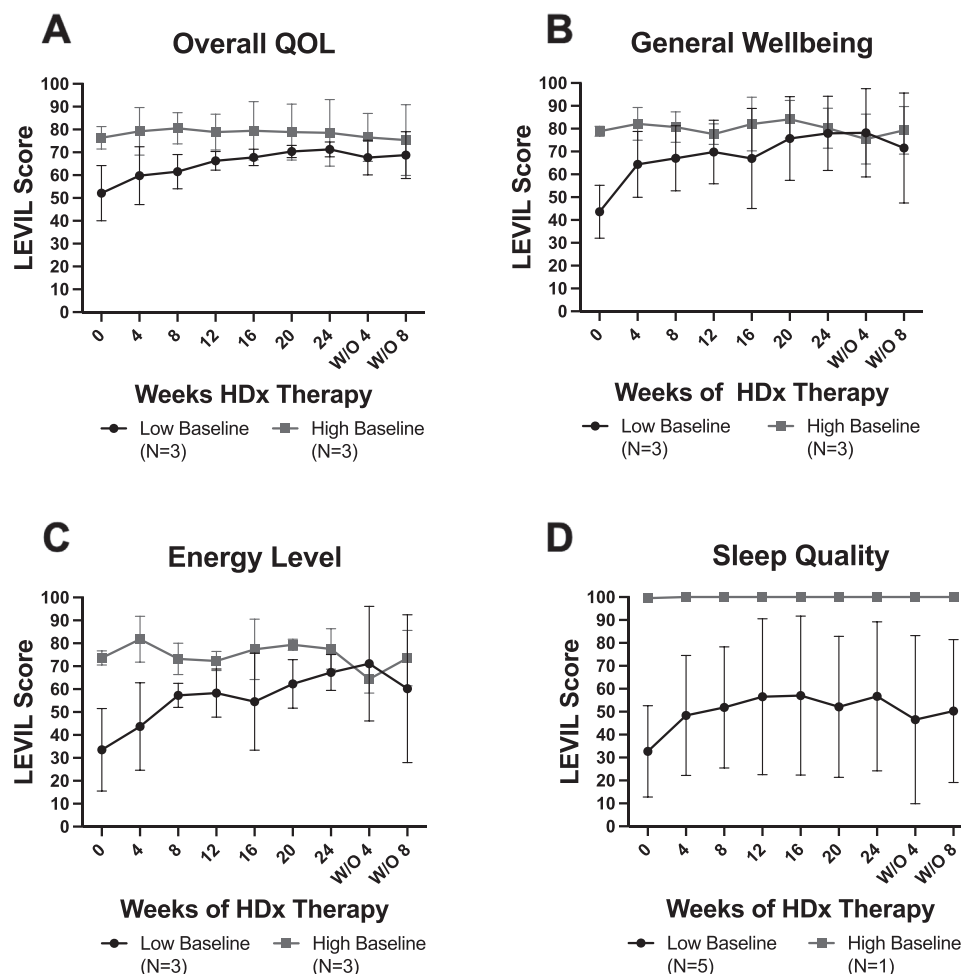 A
Overall QOL
LEVIL Score
100
90
80
70
60
50
40
30
20
10
0
0
4
8
12
16
20
24
W/O 4
W/O 8
Weeks HDx Therapy
Low Baseline
(N=3)
High Baseline
(N=3)
B
General Wellbeing
LEVIL Score
100
90
80
70
60
50
40
30
20
10
0
0
4
8
12
16
20
24
W/O 4
W/O 8
Weeks of HDx Therapy
Low Baseline
(N=3)
High Baseline
(N=3)
C
Energy Level
LEVIL Score
100
90
80
70
60
50
40
30
20
10
0
0
4
8
12
16
20
24
W/O 4
W/O 8
Weeks of HDx Therapy
Low Baseline
(N=3)
High Baseline
(N=3)
D
Sleep Quality
LEVIL Score
100
90
80
70
60
50
40
30
20
10
0
0
4
8
12
16
20
24
W/O 4
W/O 8
Weeks of HDx Therapy
Low Baseline
(N=5)
High Baseline
(N=1)